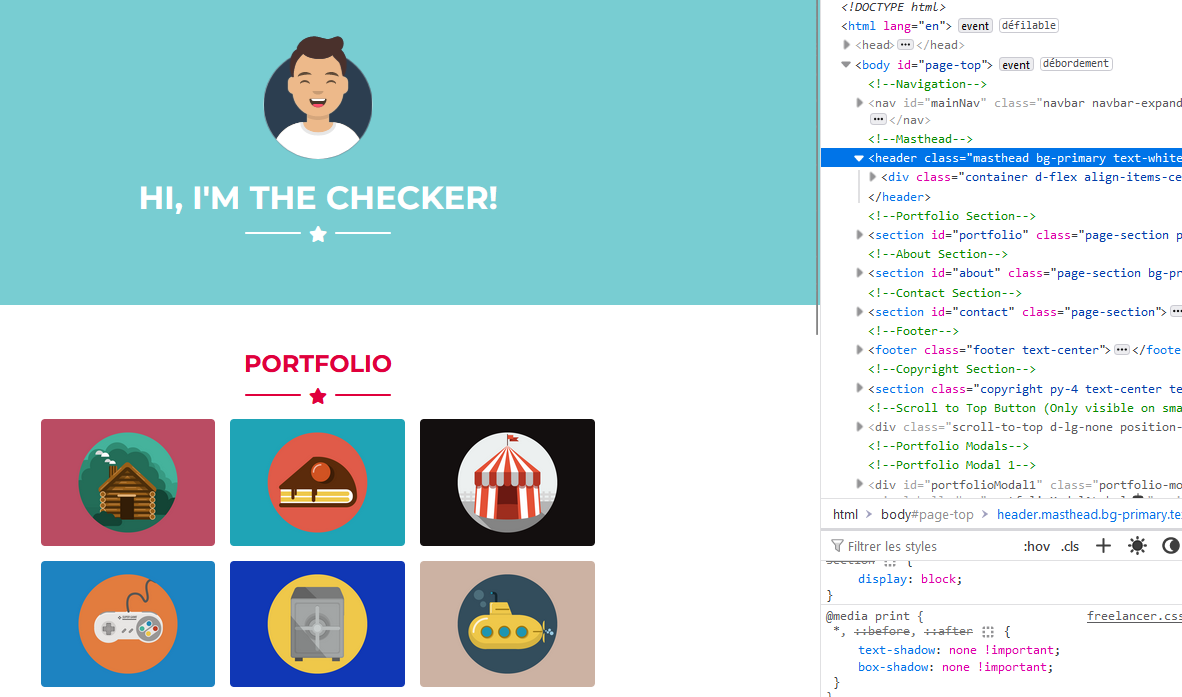 HI, I'M THE CHECKER!
PORTFOLIO
<!DOCTYPE html>
<html lang="en"> event défilable
<head> ••• </head>
<body id="page-top"> event débordement
<!--Navigation-->
<nav id="mainNav" class="navbar navbar-expand
••• </nav>
<!--Masthead-->
<header class="masthead bg-primary text-white
<div class="container d-flex align-items-ce
</header>
<!--Portfolio Section-->
<section id="portfolio" class="page-section p
<!--About Section-->
<section id="about" class="page-section bg-pr
<!--Contact Section-->
<section id="contact" class="page-section"> •••
<!--Footer-->
<footer class="footer text-center"> ••• </foote
<!--Copyright Section-->
<section class="copyright py-4 text-center te
<!--Scroll to Top Button (Only visible on sma
<div class="scroll-to-top d-lg-none position-
<!--Portfolio Modals-->
<!--Portfolio Modal 1-->
<div id="portfolioModal1" class="portfolio-mo
html > body#page-top > header.masthead.bg-primary.te
Filtrer les styles :hov .cls
display: block;
}
@media print { freelancer.css
*, ::before, ::after {
text-shadow: none !important;
box-shadow: none !important;
}